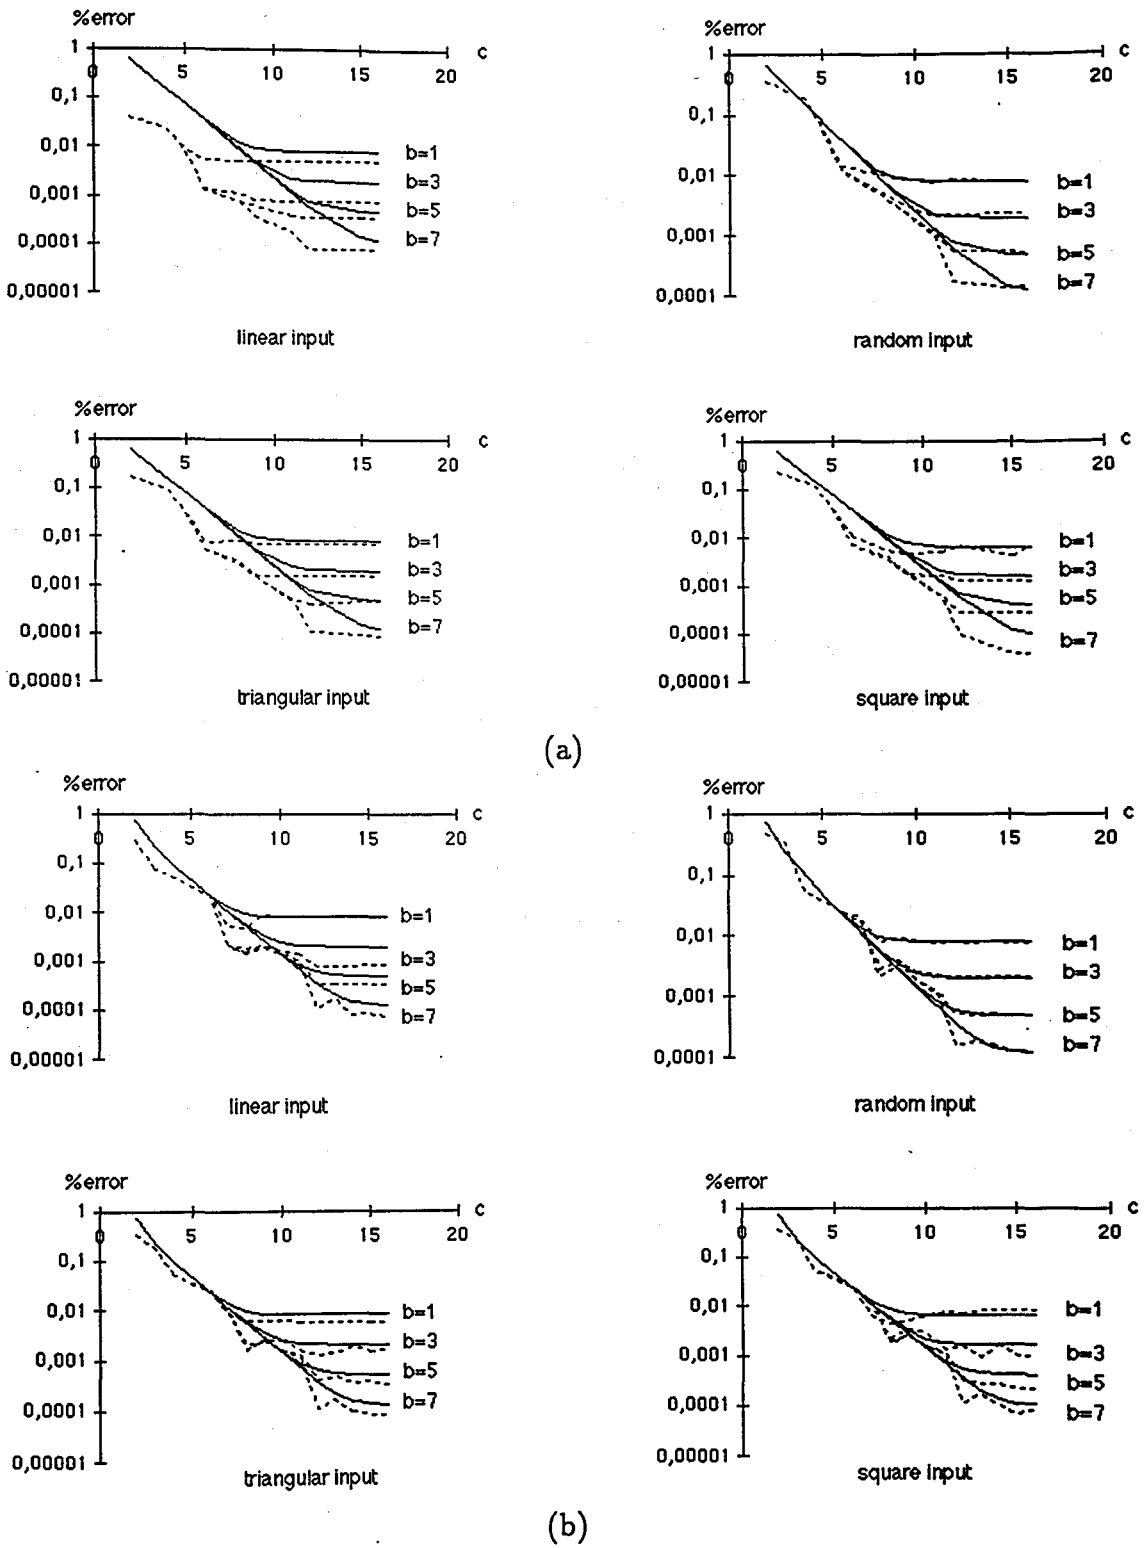 %error
1
0
5
10
15
20
c
0,1
0,01
0,001
0,0001
0,00001
b=1
b=3
b=5
b=7
linear input
%error
1
0
5
10
15
20
c
0,1
0,01
0,001
0,0001
b=1
b=3
b=5
b=7
random input
%error
1
0
5
10
15
20
c
0,1
0,01
0,001
0,0001
0,00001
b=1
b=3
b=5
b=7
triangular input
%error
1
0
5
10
15
20
c
0,1
0,01
0,001
0,0001
0,00001
b=1
b=3
b=5
b=7
square input
(a)
%error
1
0
5
10
15
20
c
0,1
0,01
0,001
0,0001
0,00001
b=1
b=3
b=5
b=7
linear input
%error
1
0
5
10
15
20
c
0,1
0,01
0,001
0,0001
b=1
b=3
b=5
b=7
random input
%error
1
0
5
10
15
20
c
0,1
0,01
0,001
0,0001
0,00001
b=1
b=3
b=5
b=7
triangular input
%error
1
0
5
10
15
20
c
0,1
0,01
0,001
0,0001
0,00001
b=1
b=3
b=5
b=7
square input
(b)